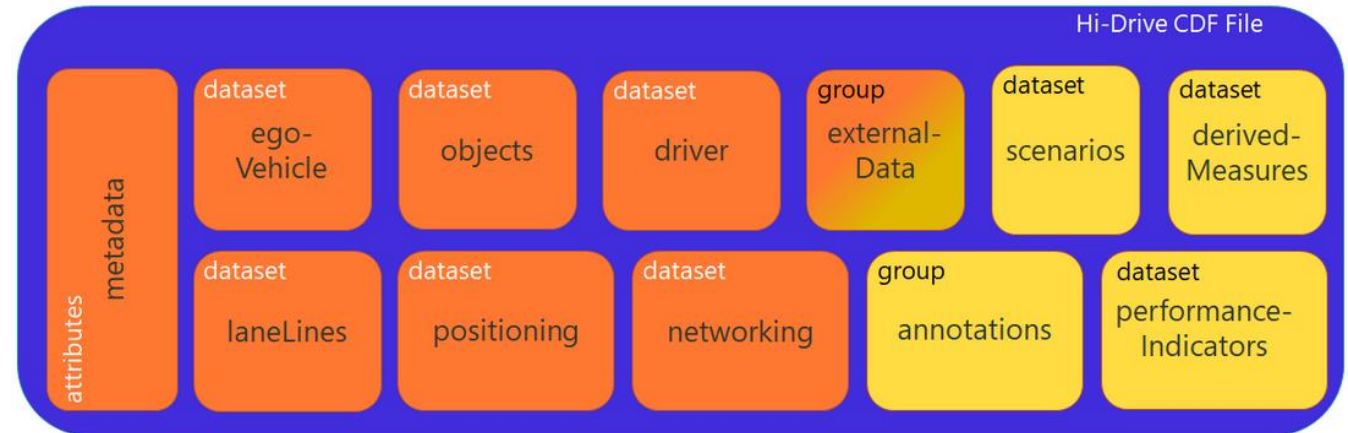 Hi-Drive CDF File
attributes
metadata
dataset
ego-
Vehicle
dataset
objects
dataset
driver
group
external-
Data
dataset
scenarios
dataset
derived-
Measures
dataset
laneLines
dataset
positioning
dataset
networking
group
annotations
dataset
performance-
Indicators